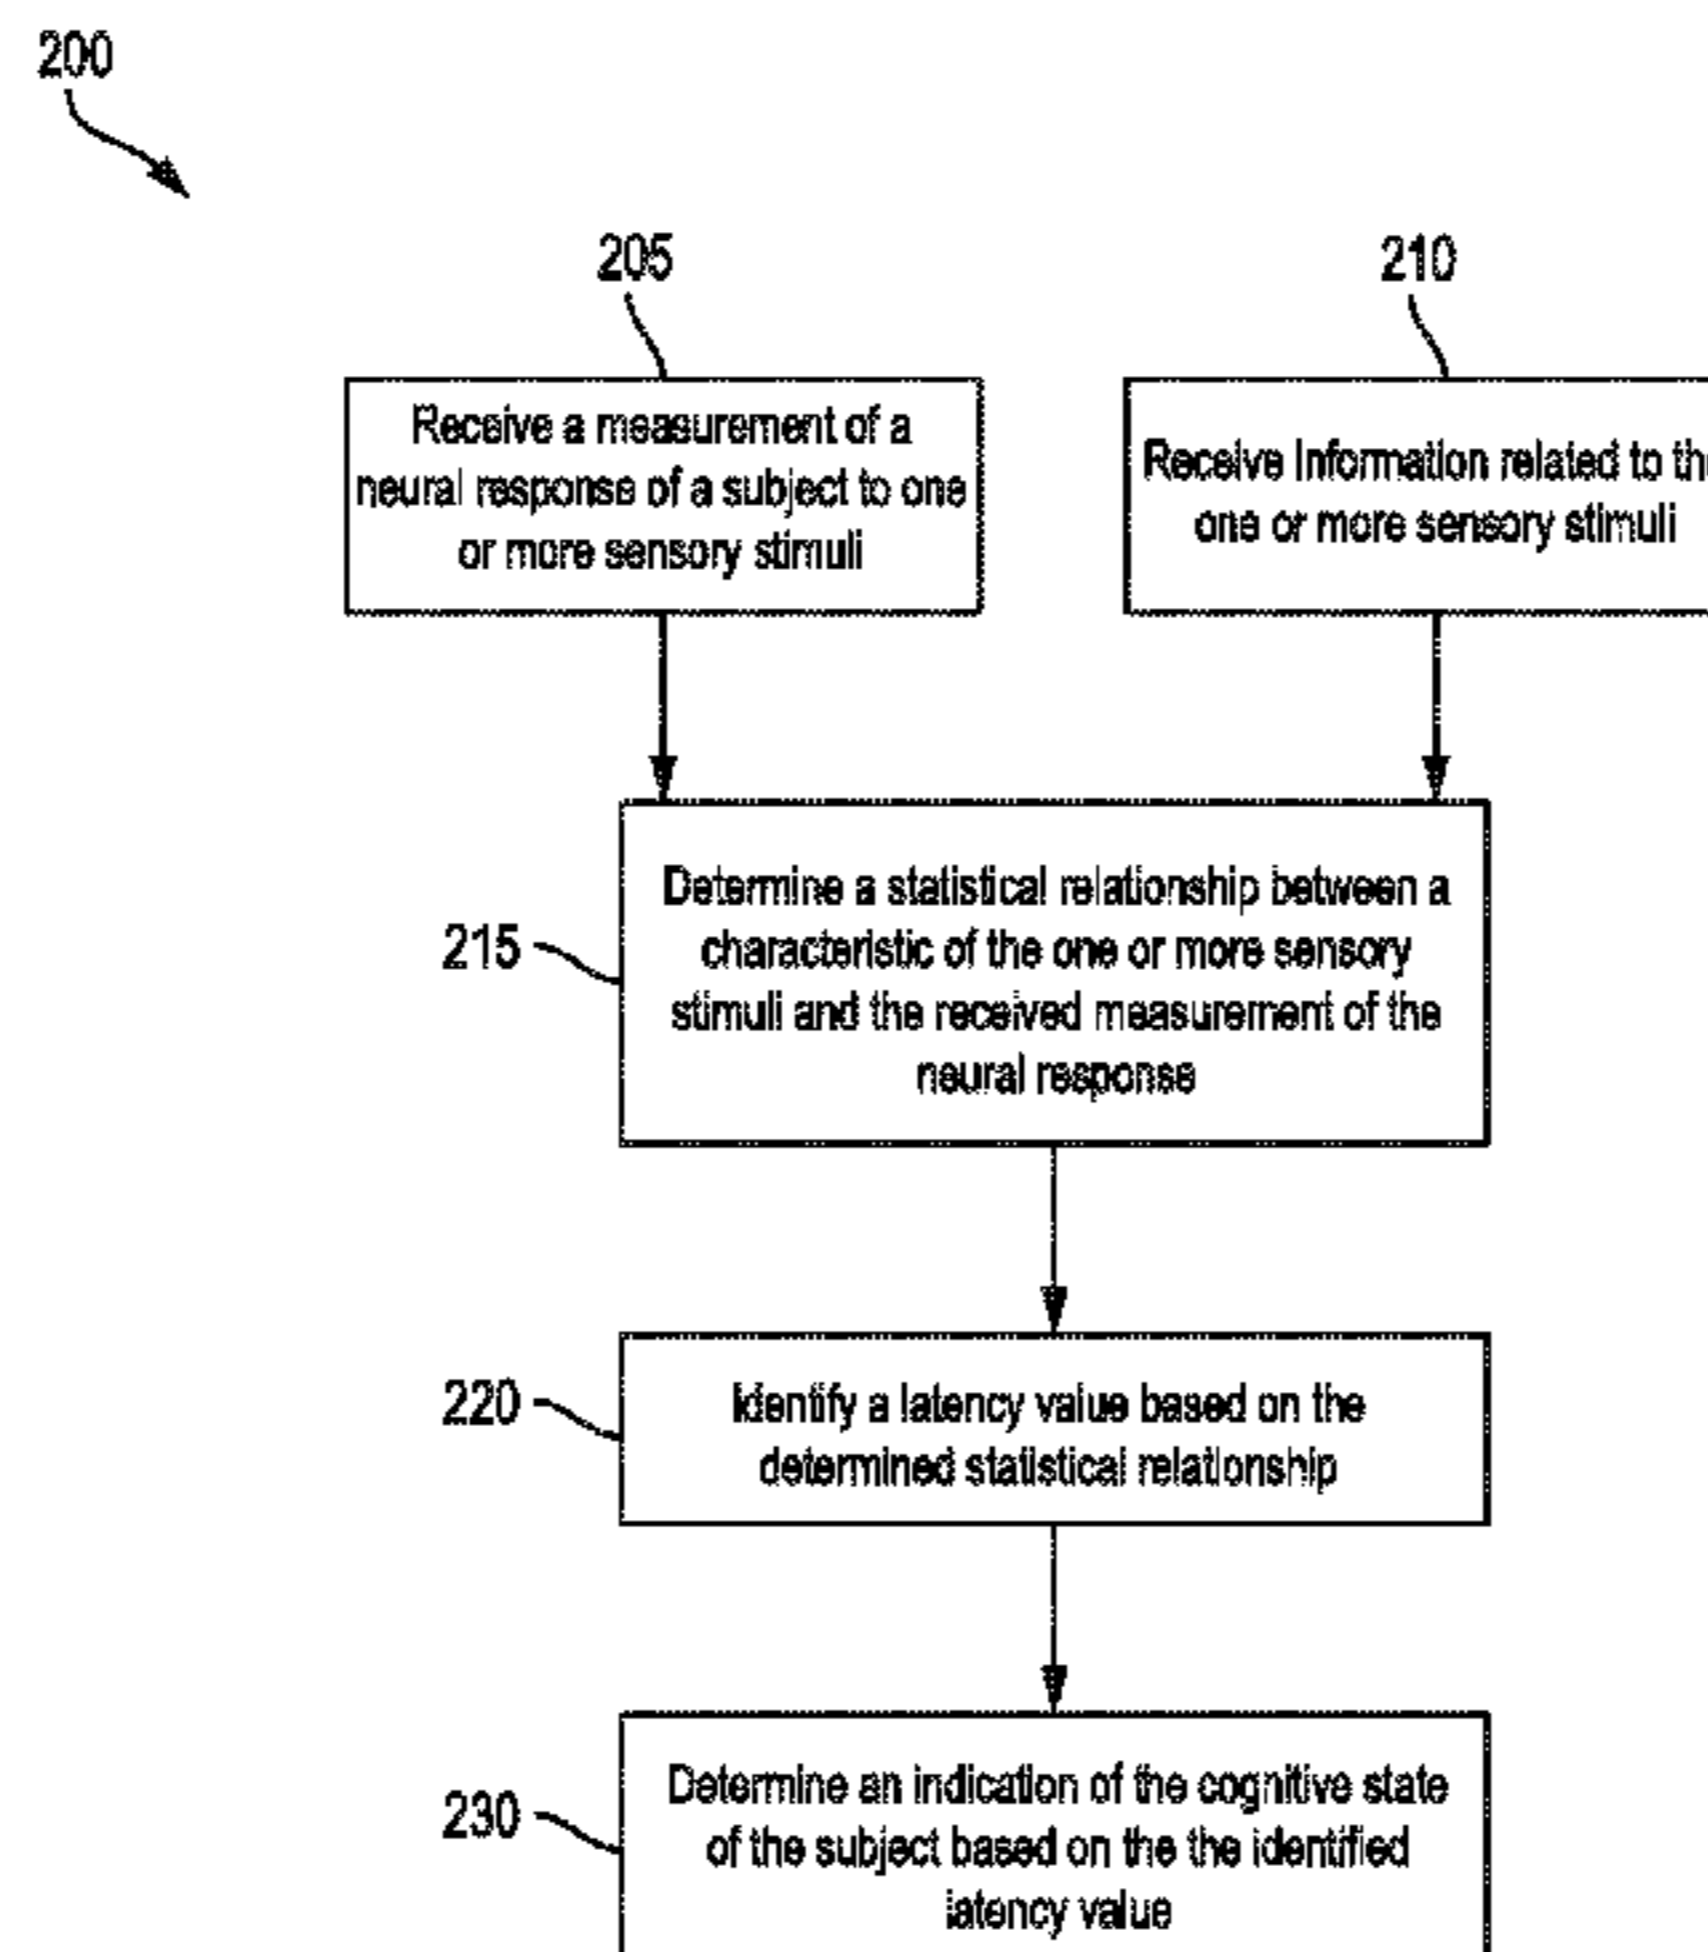 200
205
210
Receive a measurement of a
neural response of a subject to one
or more sensory stimuli
Receive Information related to
one or more sensory stimuli
Determine a statistical relationship between a
characteristic of the one or more sensory
stimuli and the received measurement of the
neural response
215
Identify a latency value based on the
determined statistical relationship
220
Determine an indication of the cognitive state
of the subject based on the the identified
latency value
230